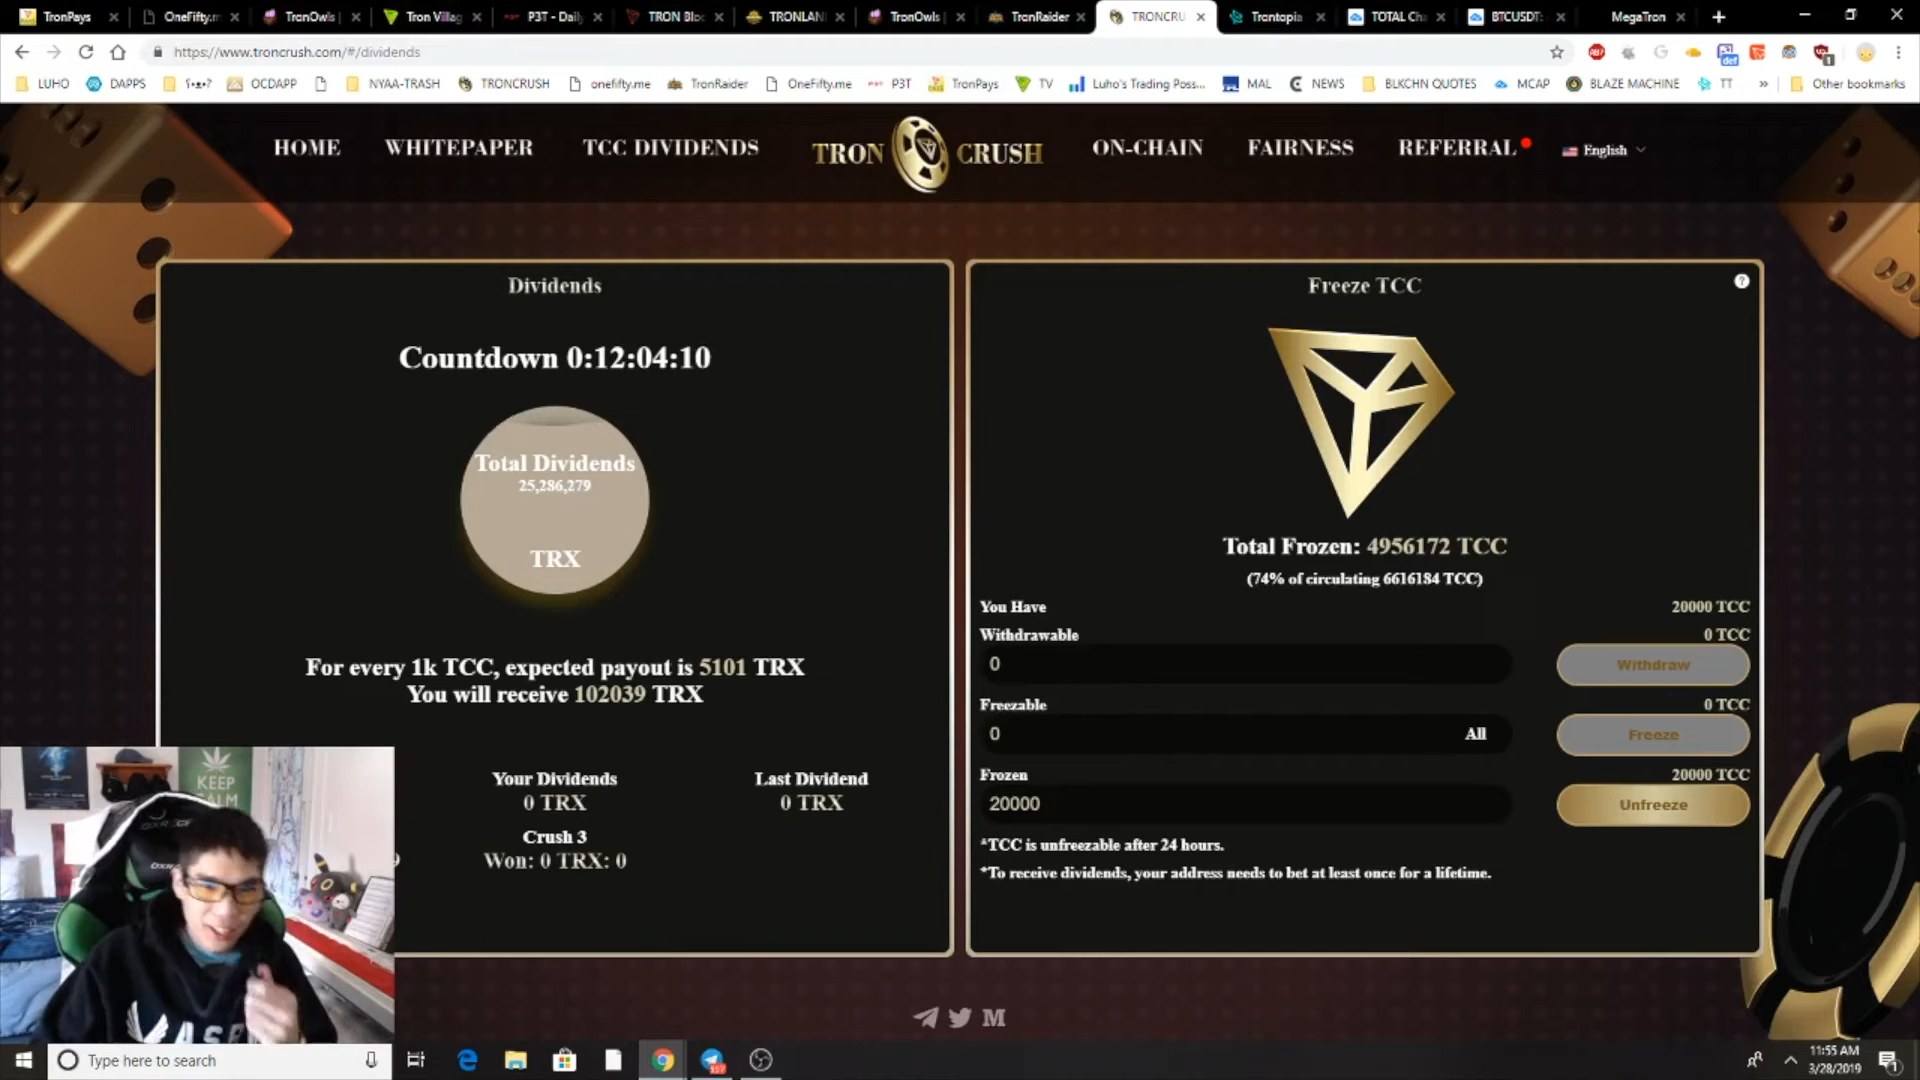 TronPays
OneFifty.m
TronOwls |
Tron Villag
P3T - Daily
TRON Bloc
TRONLAN
TronOwls |
TronRaider
TRONCRU
Trontopia
TOTAL Cha
BTCUSDT:
MegaTron
https://www.troncrush.com/#/dividends
LUHO
DAPPS
OCDAPP
NYAA-TRASH
TRONCRUSH
onefifty.me
TronRaider
OneFifty.me
P3T
TronPays
TV
Luho's Trading Poss...
MAL
NEWS
BLKCHN QUOTES
MCAP
BLAZE MACHINE
TT
»
Other bookmarks
HOME
WHITEPAPER
TCC DIVIDENDS
TRON CRUSH
ON-CHAIN
FAIRNESS
REFERRAL
English
Dividends
Countdown 0:12:04:10
Total Dividends
25,286,279
TRX
For every 1k TCC, expected payout is 5101 TRX
You will receive 102039 TRX
Your Dividends
0 TRX
Last Dividend
0 TRX
Crush 3
Won: 0 TRX: 0
Freeze TCC
?
Total Frozen: 4956172 TCC
(74% of circulating 6616184 TCC)
You Have
20000 TCC
Withdrawable
0 TCC
0
Withdraw
Freezable
0 TCC
0
All
Freeze
Frozen
20000 TCC
20000
Unfreeze
*TCC is unfreezable after 24 hours.
*To receive dividends, your address needs to bet at least once for a lifetime.
KEEP
CALM
Type here to search
11:55 AM
3/28/2019